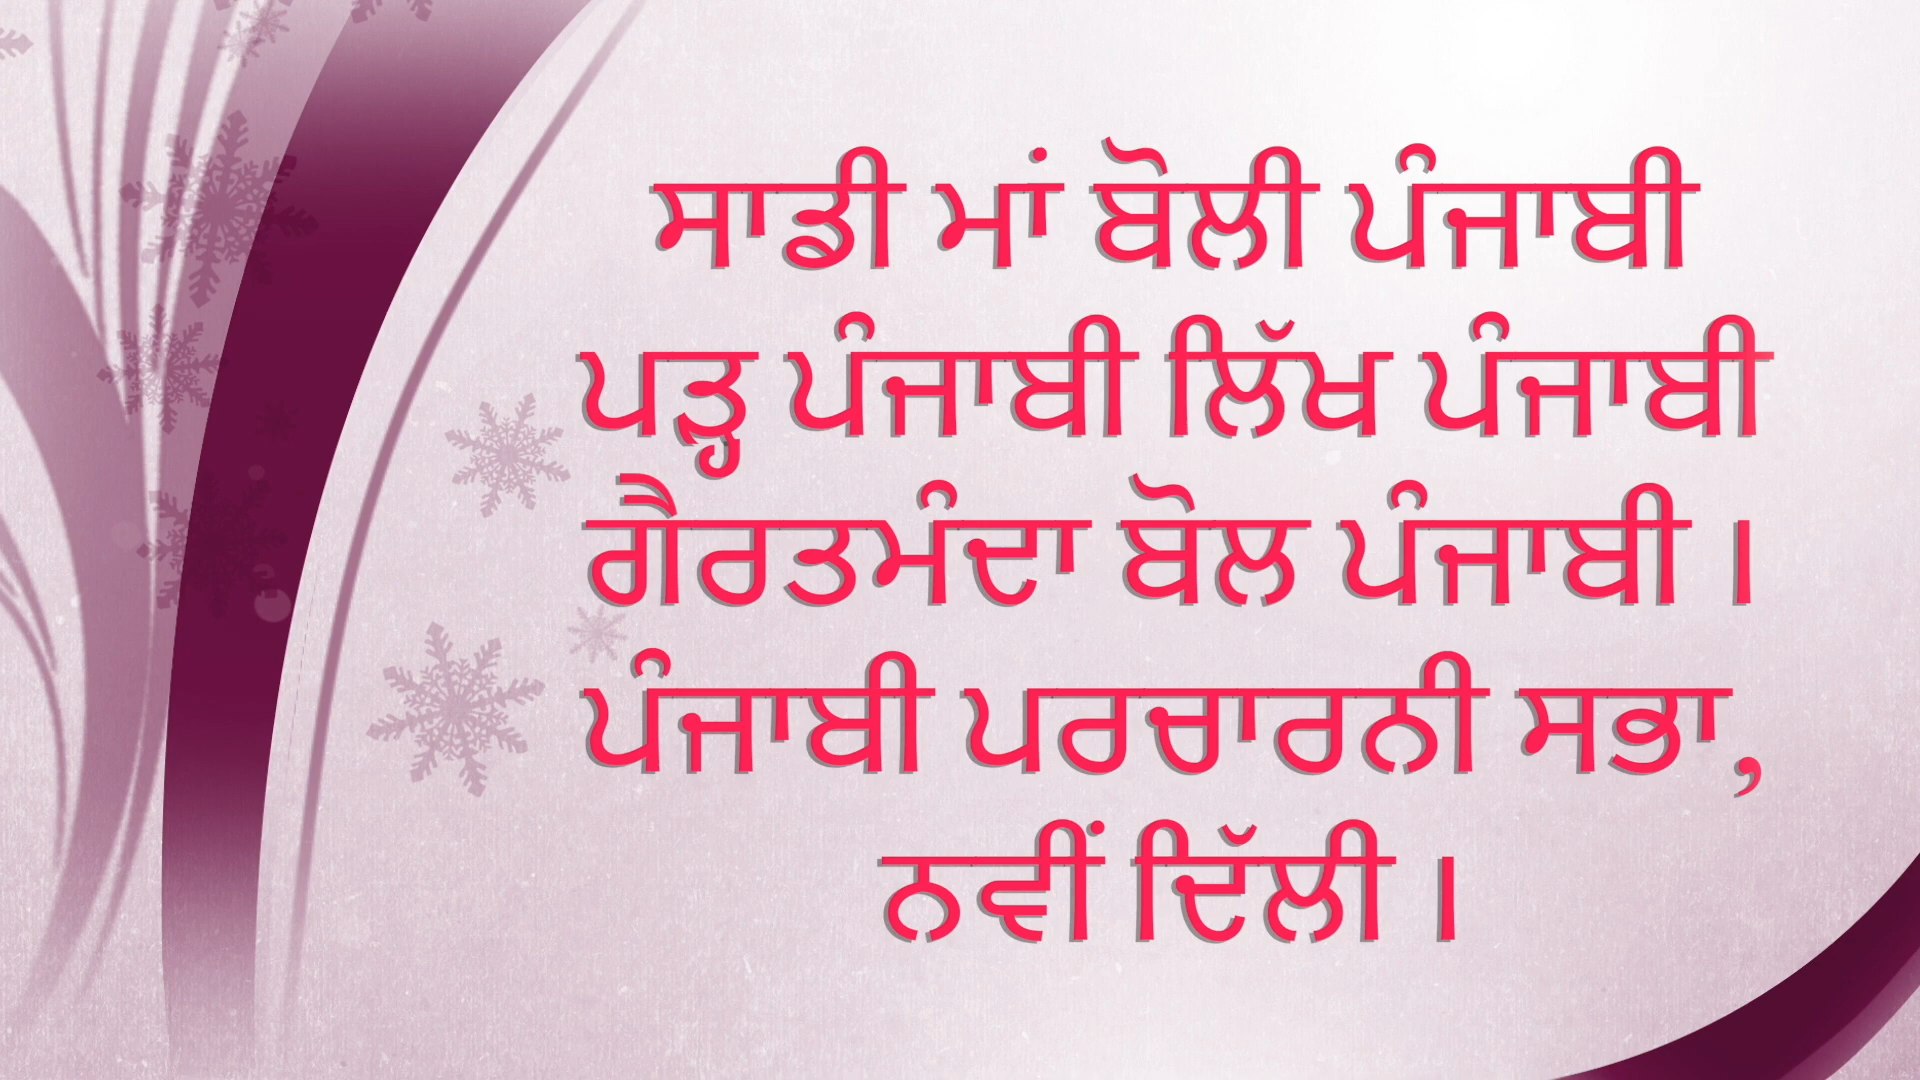 ਸਾਡੀ ਮਾਂ ਬੋਲੀ ਪੰਜਾਬੀ
ਪੜ੍ਹ ਪੰਜਾਬੀ ਲਿੱਖ ਪੰਜਾਬੀ
ਗੈਰਤਮੰਦਾ ਬੋਲ ਪੰਜਾਬੀ ।
ਪੰਜਾਬੀ ਪਰਚਾਰਨੀ ਸਭਾ,
ਨਵੀਂ ਦਿੱਲੀ ।